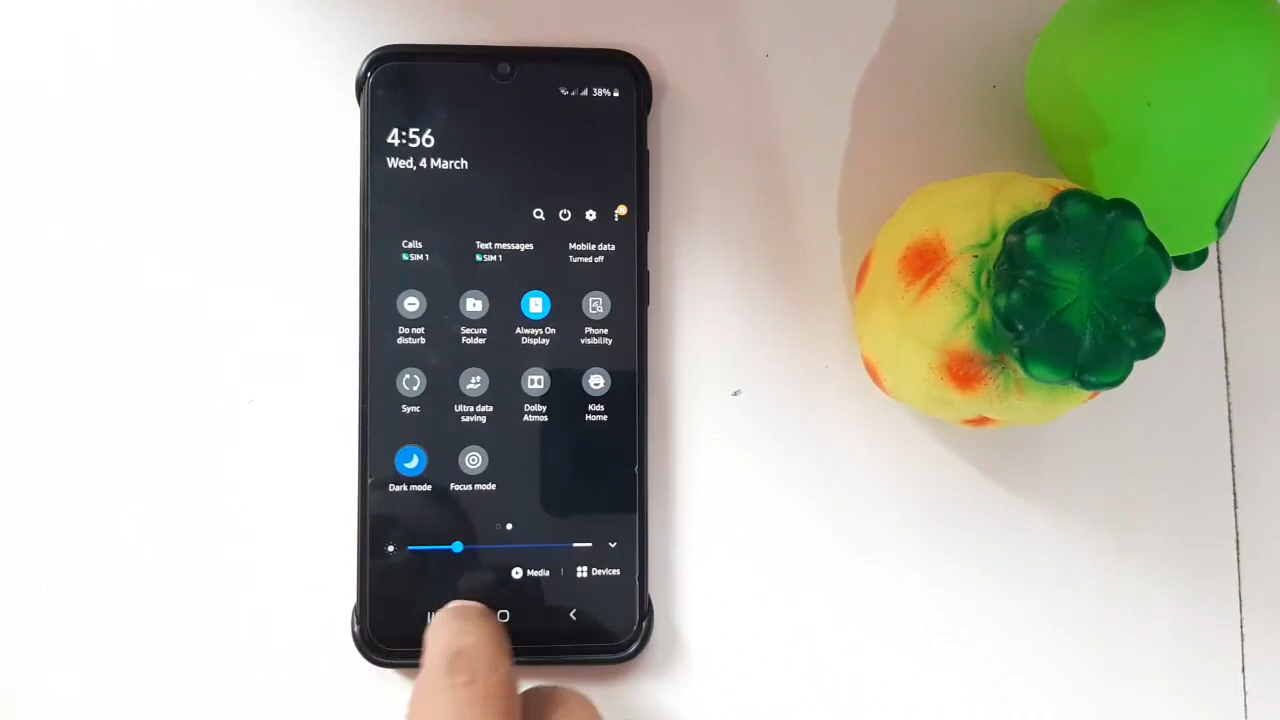 38%
4:56
Wed, 4 March
Calls
SIM 1
Text messages
SIM 1
Mobile data
Turned off
Do not
disturb
Secure
Folder
Always On
Display
Phone
visibility
Sync
Ultra data
saving
Dolby
Atmos
Kids
Home
Dark mode
Focus mode
Media
Devices